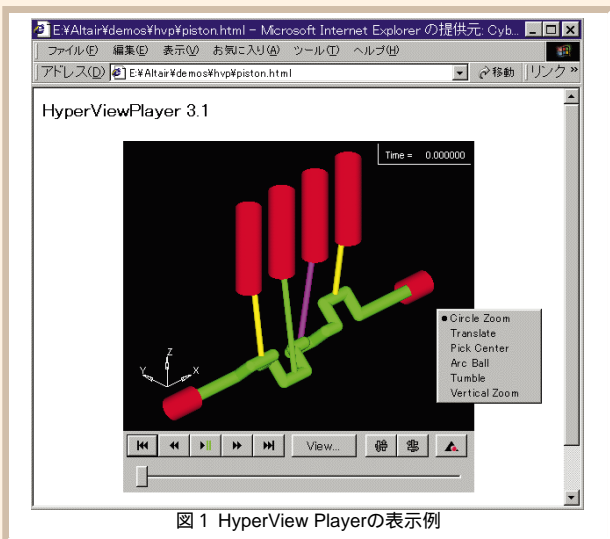 E:¥Altair¥demos¥hvp¥piston.html - Microsoft Internet Explorer の提供元: Cyb...
ファイル(F) 編集(E) 表示(V) お気に入り(A) ツール(T) ヘルプ(H)
アドレス(D) E:¥Altair¥demos¥hvp¥piston.html 移動 リンク »
HyperViewPlayer 3.1
Time = 0.000000
Circle Zoom
Translate
Pick Center
Arc Ball
Tumble
Vertical Zoom
Z
Y X
View...
図 1 HyperView Playerの表示例